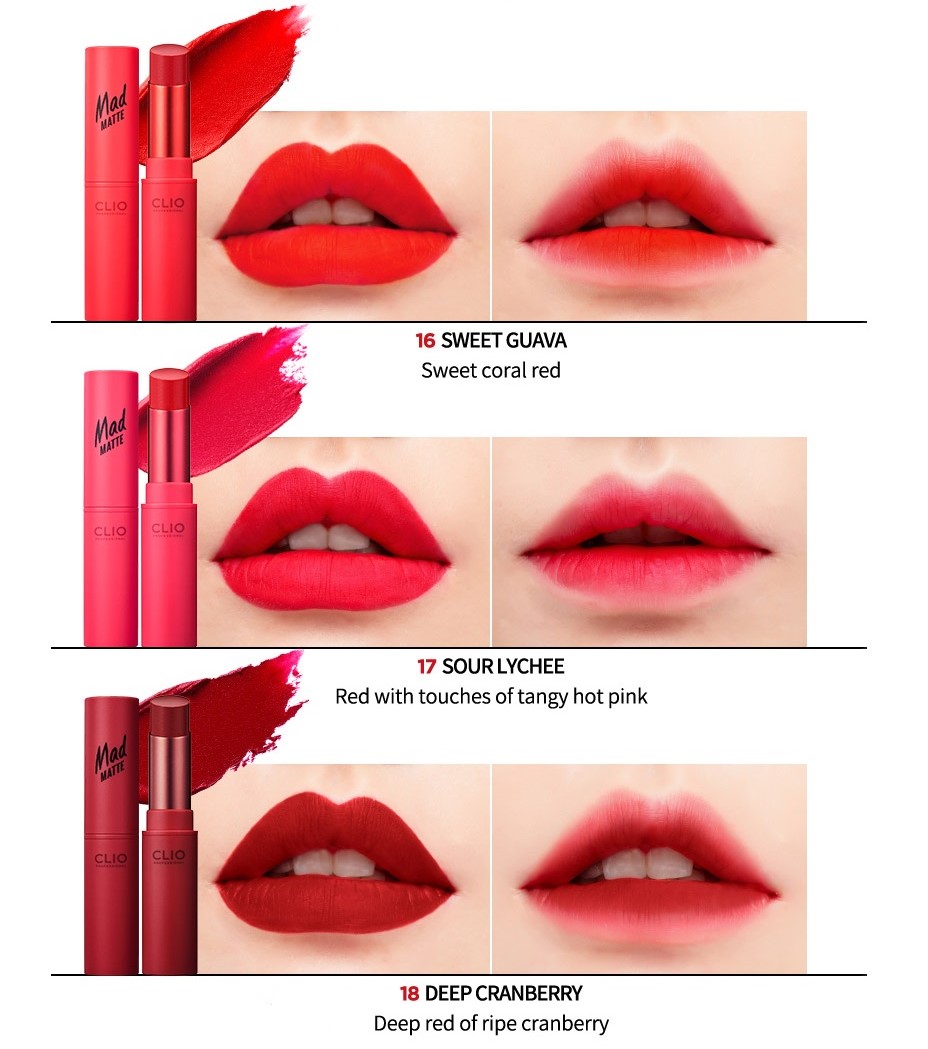 Mad
MATTE
CLIO
CLIO
16 SWEET GUAVA
Sweet coral red
Mad
MATTE
CLIO
CLIO
17 SOUR LYCHEE
Red with touches of tangy hot pink
Mad
MATTE
CLIO
CLIO
18 DEEP CRANBERRY
Deep red of ripe cranberry